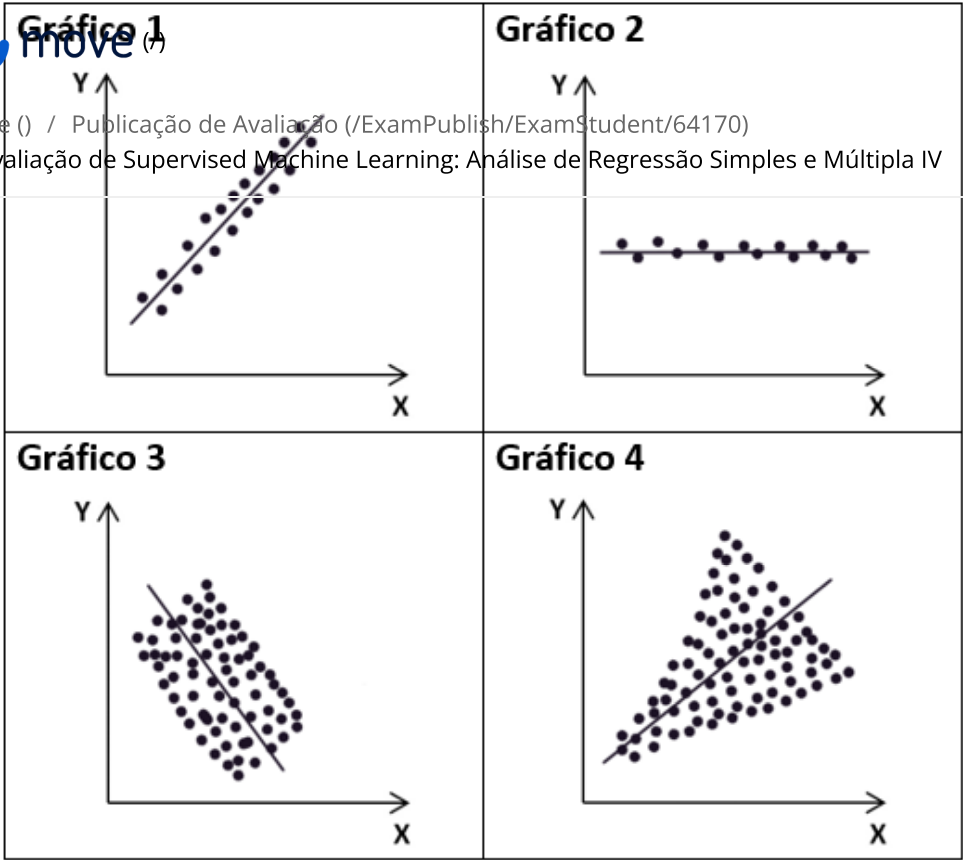 Gráfico 1
Gráfico 2
move (/)
Y
Y
e () / Publicação de Avaliação (/ExamPublish/ExamStudent/64170)
valiação de Supervised Machine Learning: Análise de Regressão Simples e Múltipla IV
X
X
Gráfico 3
Gráfico 4
Y
Y
X
X